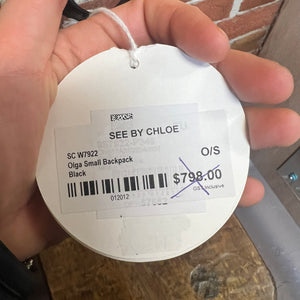 SEE BY CHLOE
SC W7922
Olga Small Backpack
Black
O/S
$798.00
012012